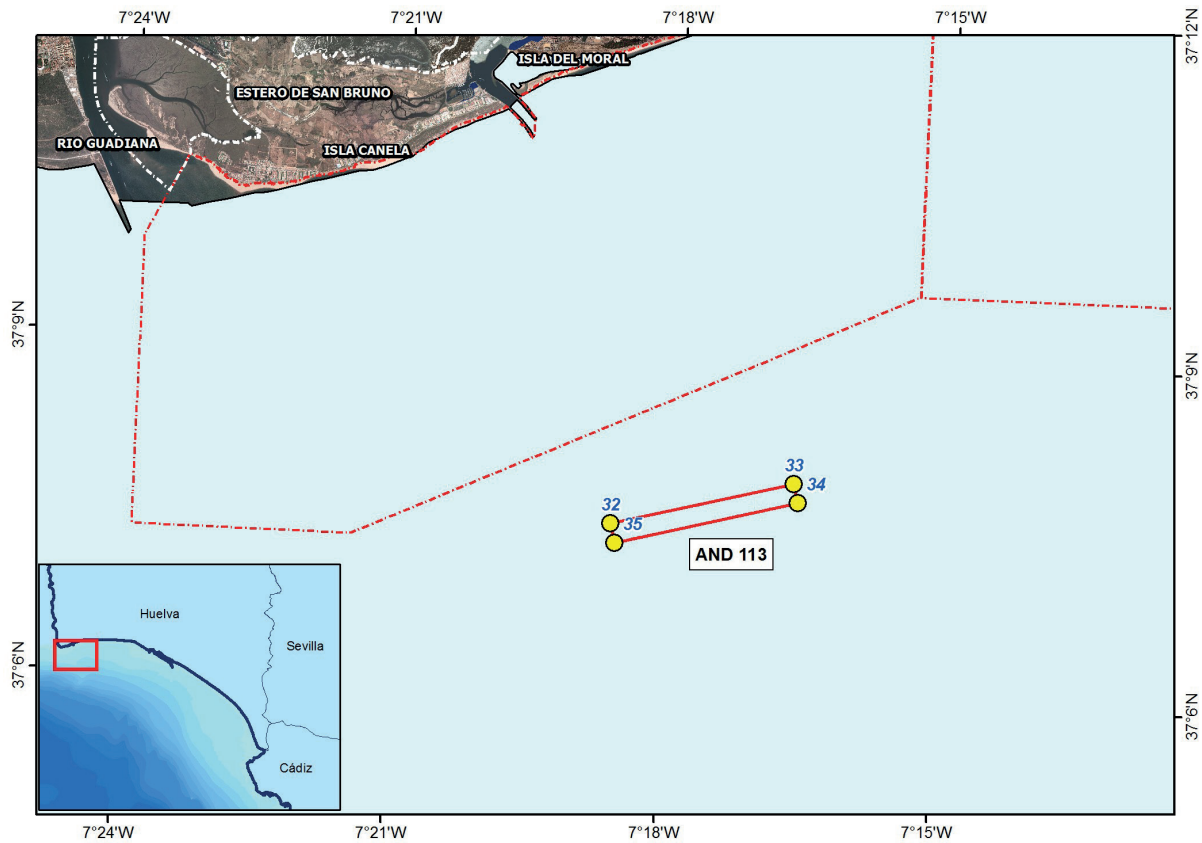 7°24'W
7°21'W
7°18'W
7°15'W
37°12'N
ISLA DEL MORAL
ESTERO DE SAN BRUNO
RIO GUADIANA
ISLA CANELA
37°9'N
37°9'N
33
34
32
35
AND 113
Huelva
Sevilla
Cádiz
37°6'N
37°6'N
7°24'W
7°21'W
7°18'W
7°15'W